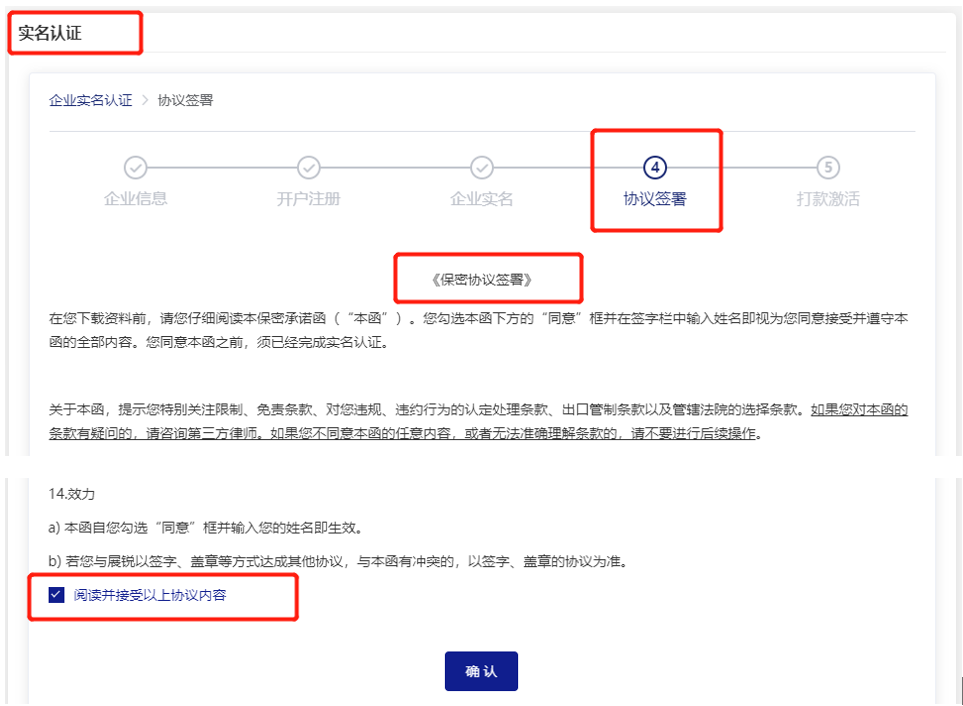 实名认证
企业实名认证 > 协议签署
4 5
企业信息 开户注册 企业实名 协议签署 打款激活
《保密协议签署》
在您下载资料前，请您仔细阅读本保密承诺函（“本函”）。您勾选本函下方的“同意”框并在签字栏中输入姓名即视为您同意接受并遵守本
函的全部内容。您同意本函之前，须已经完成实名认证。
关于本函，提示您特别关注限制、免责条款、对您违规、违约行为的认定处理条款、出口管制条款以及管辖法院的选择条款。如果您对本函的
条款有疑问的，请咨询第三方律师。如果您不同意本函的任意内容，或者无法准确理解条款的，请不要进行后续操作。
14.效力
a) 本函自您勾选“同意”框并输入您的姓名即生效。
b) 若您与展锐以签字、盖章等方式达成其他协议，与本函有冲突的，以签字、盖章的协议为准。
阅读并接受以上协议内容
确 认